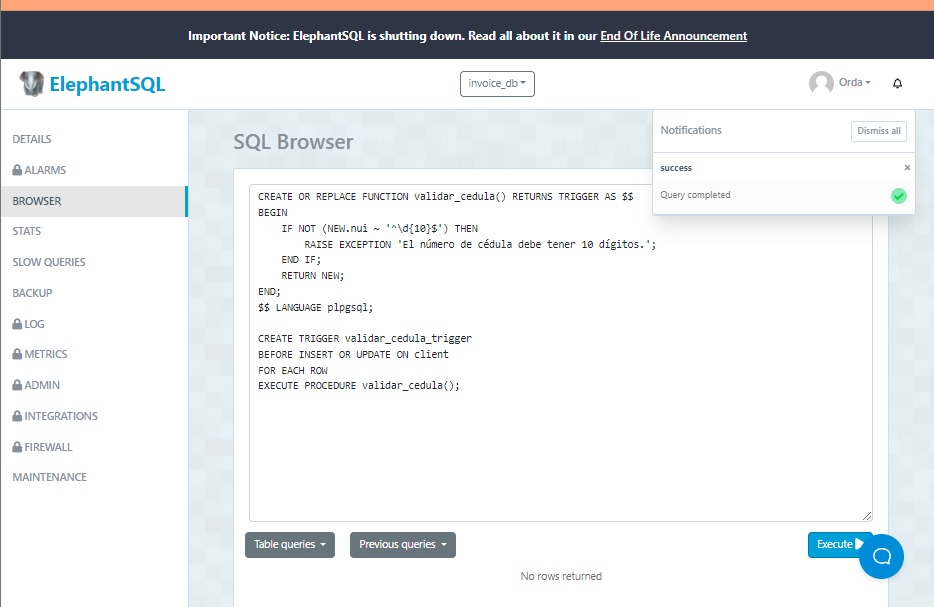 Important Notice: ElephantSQL is shutting down. Read all about it in our End Of Life Announcement
ElephantSQL
invoice_db
Orda
DETAILS
ALARMS
BROWSER
STATS
SLOW QUERIES
BACKUP
LOG
METRICS
ADMIN
INTEGRATIONS
FIREWALL
MAINTENANCE
Notifications
Dismiss all
success
×
Query completed
SQL Browser
CREATE OR REPLACE FUNCTION validar_cedula() RETURNS TRIGGER AS $$
BEGIN
    IF NOT (NEW.nui ~ '^\d{10}$') THEN
        RAISE EXCEPTION 'El número de cédula debe tener 10 dígitos.';
    END IF;
    RETURN NEW;
END;
$$ LANGUAGE plpgsql;

CREATE TRIGGER validar_cedula_trigger
BEFORE INSERT OR UPDATE ON client
FOR EACH ROW
EXECUTE PROCEDURE validar_cedula();
Table queries
Previous queries
Execute
No rows returned